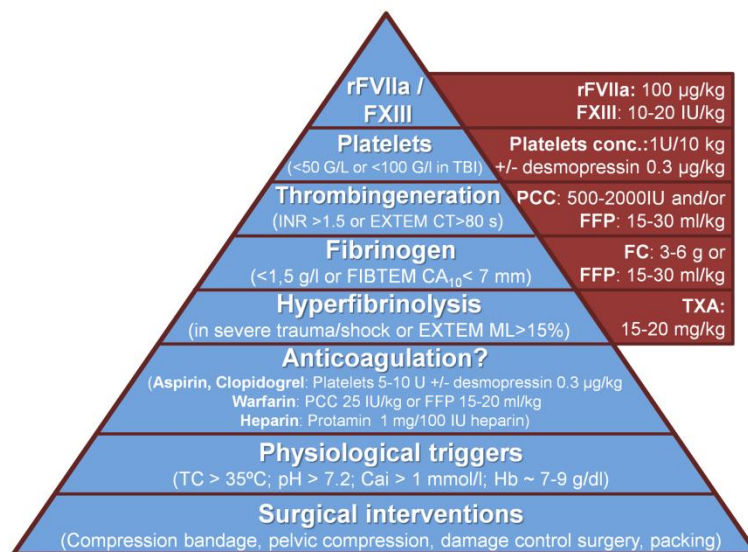 rFVIIa /
FXIII
rFVIIa: 100 µg/kg
FXIII: 10-20 IU/kg
Platelets
(<50 G/L or <100 G/l in TBI)
Platelets conc.:1U/10 kg
+/- desmopressin 0.3 µg/kg
Thrombingeneration
(INR >1.5 or EXTEM CT>80 s)
PCC: 500-2000IU and/or
FFP: 15-30 ml/kg
Fibrinogen
(<1,5 g/l or FIBTEM CA10< 7 mm)
FC: 3-6 g or
FFP: 15-30 ml/kg
Hyperfibrinolysis
(in severe trauma/shock or EXTEM ML>15%)
TXA:
15-20 mg/kg
Anticoagulation?
(Aspirin, Clopidogrel: Platelets 5-10 U +/- desmopressin 0.3 µg/kg
Warfarin: PCC 25 IU/kg or FFP 15-20 ml/kg
Heparin: Protamin 1 mg/100 IU heparin)
Physiological triggers
(TC > 35ºC; pH > 7.2; Cai > 1 mmol/l; Hb ~ 7-9 g/dl)
Surgical interventions
(Compression bandage, pelvic compression, damage control surgery, packing)